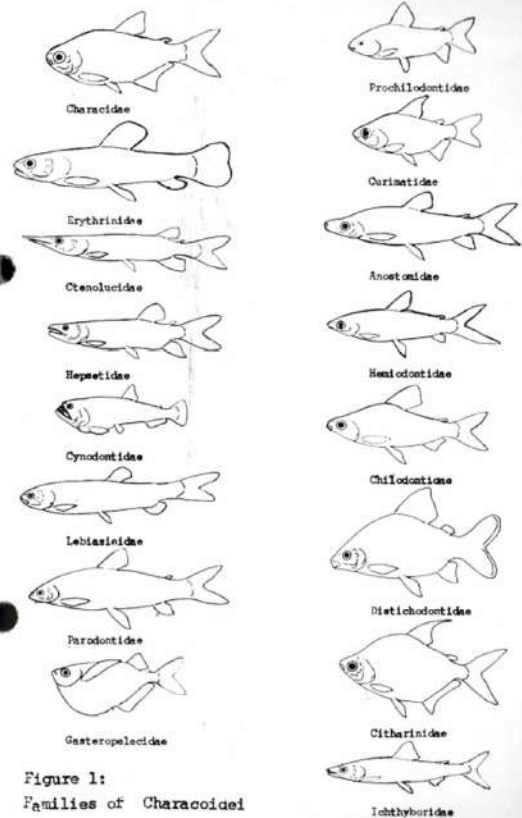 Characidae
Erythrinidae
Ctenolucidae
Hepsetidae
Cynodontidae
Lebiasinidae
Parodontidae
Gasteropelecidae
Figure 1:
Families of Characoidei
Prochilodontidae
Curimatidae
Anostomidae
Hemiodontidae
Chilodontidae
Distichodontidae
Citharinidae
Ichthyboridae